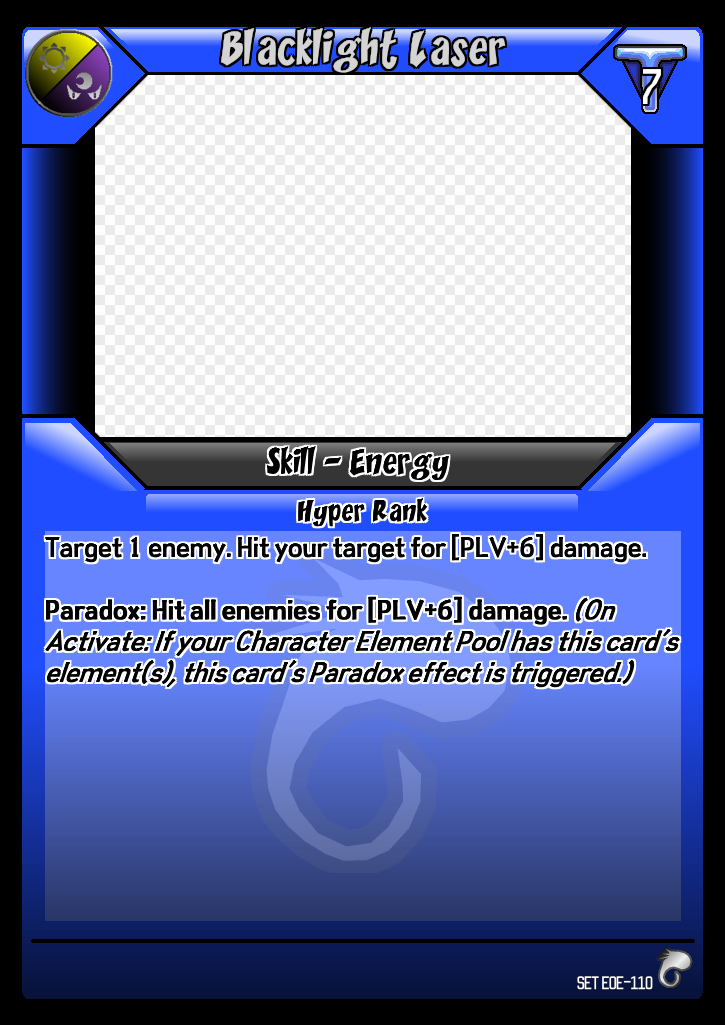 Blacklight Laser
7
Skill - Energy
Hyper Rank
Target 1 enemy. Hit your target for [PLV+6] damage.
Paradox: Hit all enemies for [PLV+6] damage. (On
Activate: If your Character Element Pool has this card's
element(s), this card's Paradox effect is triggered.)
SET EOE-110